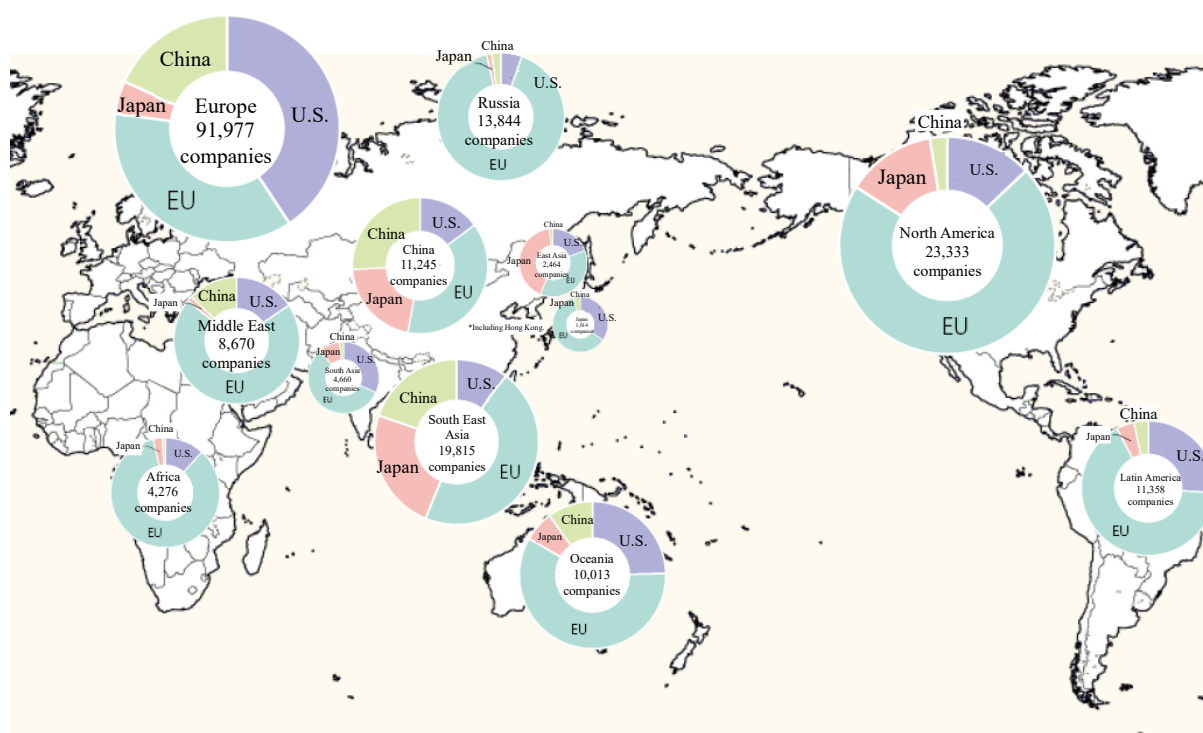 China
Japan
U.S.
EU
Europe
91,977
companies
China
Japan
U.S.
EU
Russia
13,844
companies
China
Japan
U.S.
EU
North America
23,333
companies
China
U.S.
Japan
EU
China
11,245
companies
China
U.S.
Japan
EU
East Asia
2,464
companies
China
Japan
U.S.
EU
Japan
1,014
companies
*Including Hong Kong.
China
U.S.
Japan
EU
Middle East
8,670
companies
China
Japan
U.S.
EU
South Asia
4,660
companies
China
U.S.
Japan
EU
South East
Asia
19,815
companies
China
Japan
U.S.
EU
Africa
4,276
companies
China
Japan
U.S.
EU
Latin America
11,358
companies
China
Japan
U.S.
EU
Oceania
10,013
companies